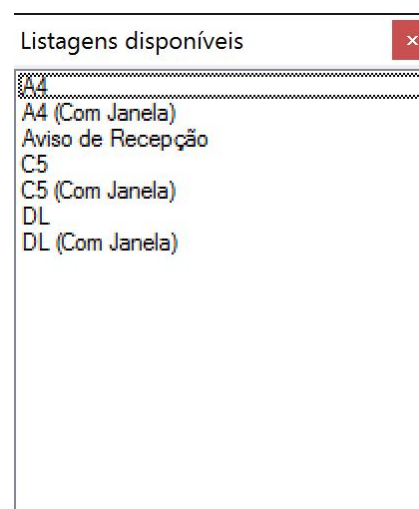 Listagens disponíveis
A4
A4 (Com Janela)
Aviso de Recepção
C5
C5 (Com Janela)
DL
DL (Com Janela)